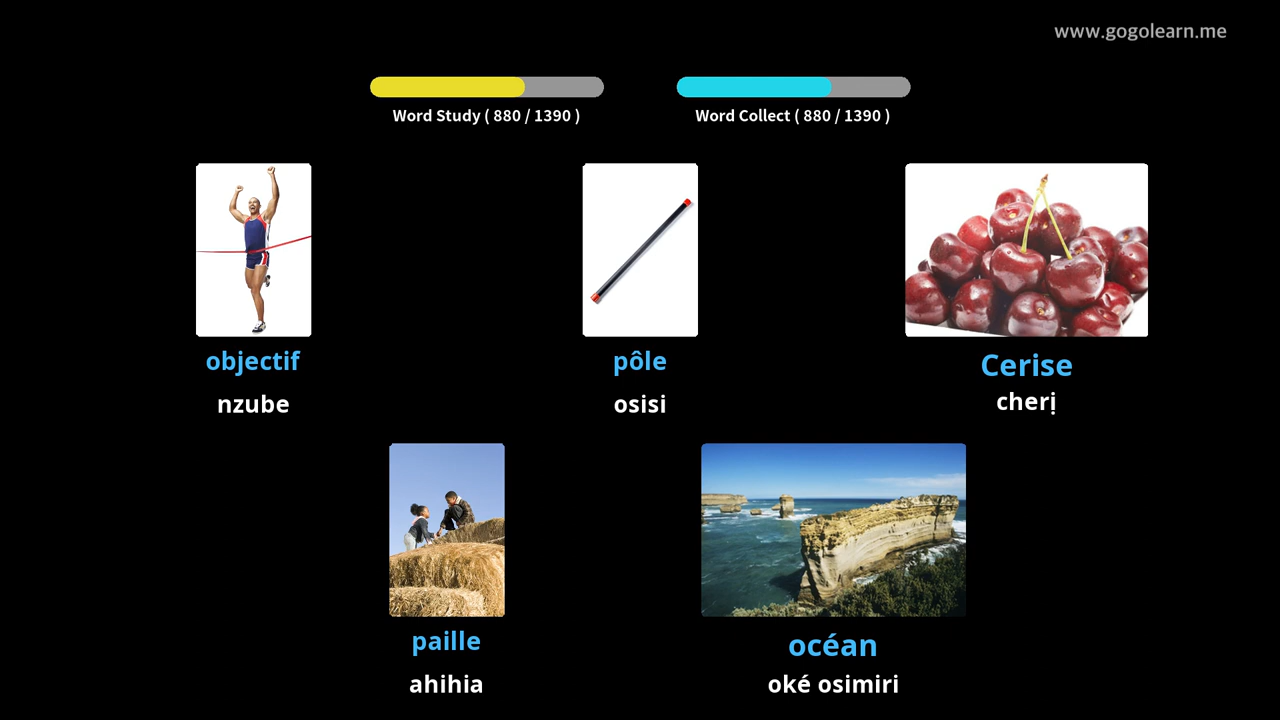 www.gogolearn.me
Word Study ( 880 / 1390 )
Word Collect ( 880 / 1390 )
objectif
nzube
pôle
osisi
Cerise
cherị
paille
ahihia
océan
oké osimiri